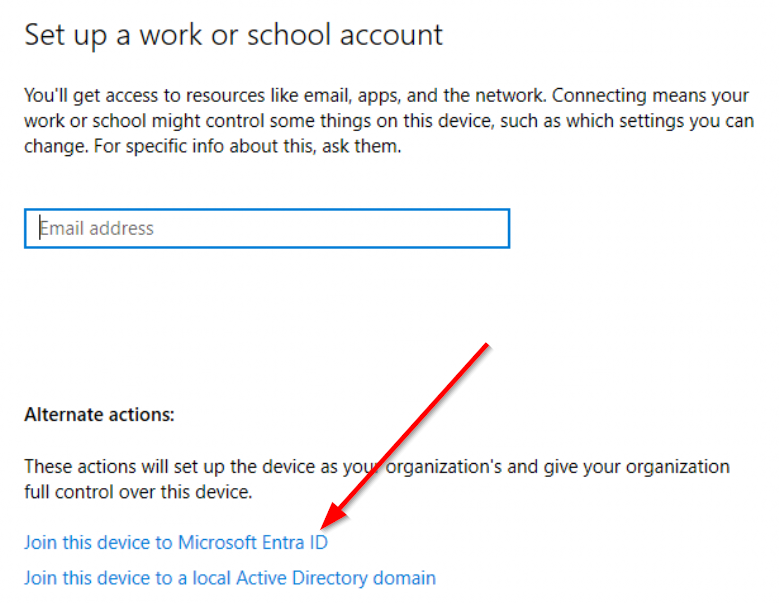 Set up a work or school account
You'll get access to resources like email, apps, and the network. Connecting means your
work or school might control some things on this device, such as which settings you can
change. For specific info about this, ask them.
Email address
Alternate actions:
These actions will set up the device as your organization's and give your organization
full control over this device.
Join this device to Microsoft Entra ID
Join this device to a local Active Directory domain